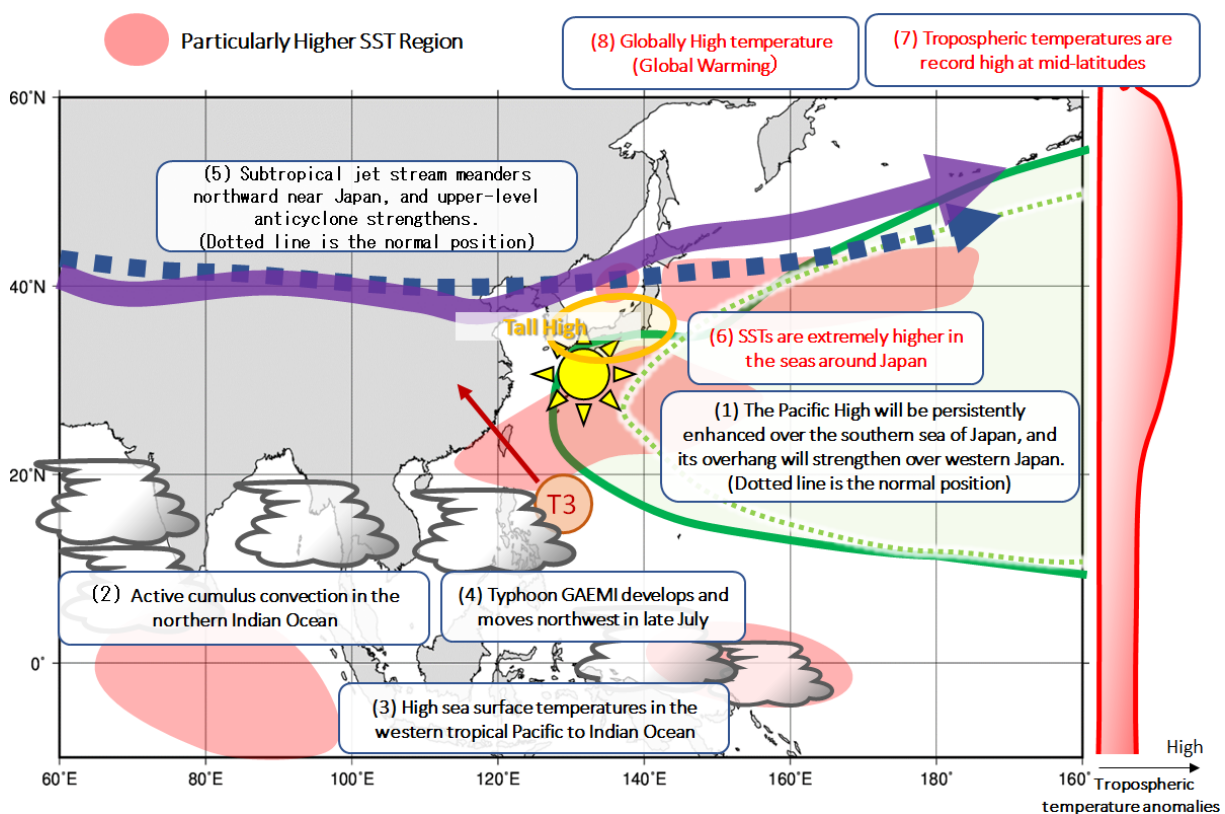 Particularly Higher SST Region
(8) Globally High temperature
(Global Warming)
(7) Tropospheric temperatures are
record high at mid-latitudes
60°N
(5) Subtropical jet stream meanders
northward near Japan, and upper-level
anticyclone strengthens.
(Dotted line is the normal position)
40°N
Tall High
(6) SSTs are extremely higher in
the seas around Japan
(1) The Pacific High will be persistently
enhanced over the southern sea of Japan, and
its overhang will strengthen over western Japan.
(Dotted line is the normal position)
20°N
T3
(2) Active cumulus convection in the
northern Indian Ocean
(4) Typhoon GAEMI develops and
moves northwest in late July
0°
(3) High sea surface temperatures in the
western tropical Pacific to Indian Ocean
High
60°E
80°E
100°E
120°E
140°E
160°E
180°
160°
Tropospheric
temperature anomalies